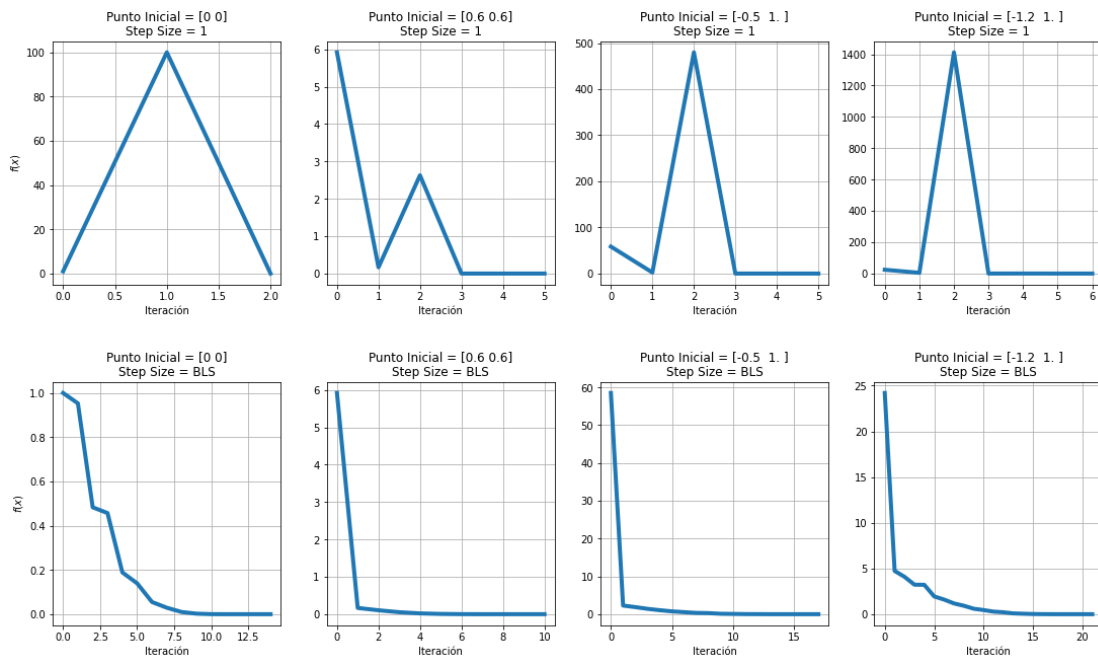 Punto Inicial = [0 0]
Step Size = 1
100
80
60
40
20
0
f(x)
0.0 0.5 1.0 1.5 2.0
Iteración
Punto Inicial = [0.6 0.6]
Step Size = 1
6
5
4
3
2
1
0
0 1 2 3 4 5
Iteración
Punto Inicial = [-0.5 1. ]
Step Size = 1
500
400
300
200
100
0
0 1 2 3 4 5
Iteración
Punto Inicial = [-1.2 1. ]
Step Size = 1
1400
1200
1000
800
600
400
200
0
0 1 2 3 4 5 6
Iteración
Punto Inicial = [0 0]
Step Size = BLS
1.0
0.8
0.6
0.4
0.2
0.0
f(x)
0.0 2.5 5.0 7.5 10.0 12.5
Iteración
Punto Inicial = [0.6 0.6]
Step Size = BLS
6
5
4
3
2
1
0
0 2 4 6 8 10
Iteración
Punto Inicial = [-0.5 1. ]
Step Size = BLS
60
50
40
30
20
10
0
0 5 10 15
Iteración
Punto Inicial = [-1.2 1. ]
Step Size = BLS
25
20
15
10
5
0
0 5 10 15 20
Iteración